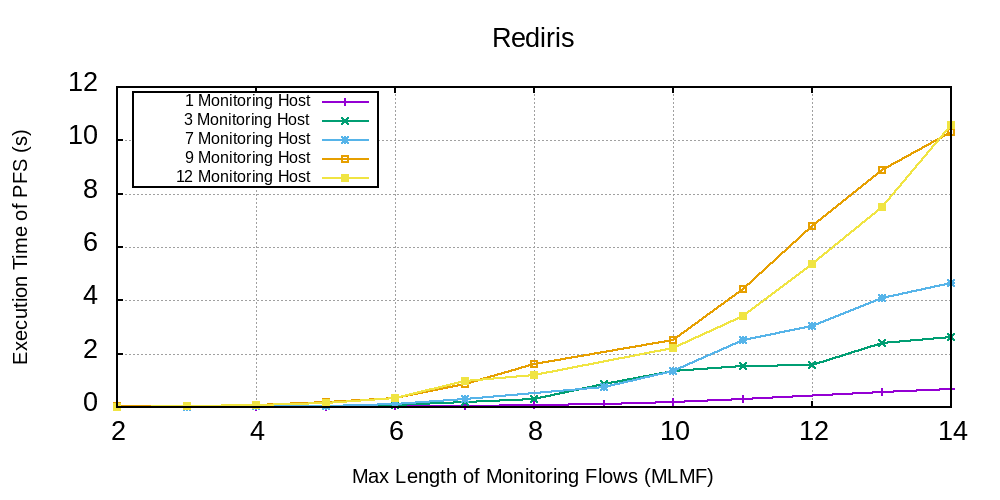 Rediris
12
10
8
6
4
2
0
Execution Time of PFS (s)
1 Monitoring Host
3 Monitoring Host
7 Monitoring Host
9 Monitoring Host
12 Monitoring Host
2 4 6 8 10 12 14
Max Length of Monitoring Flows (MLMF)